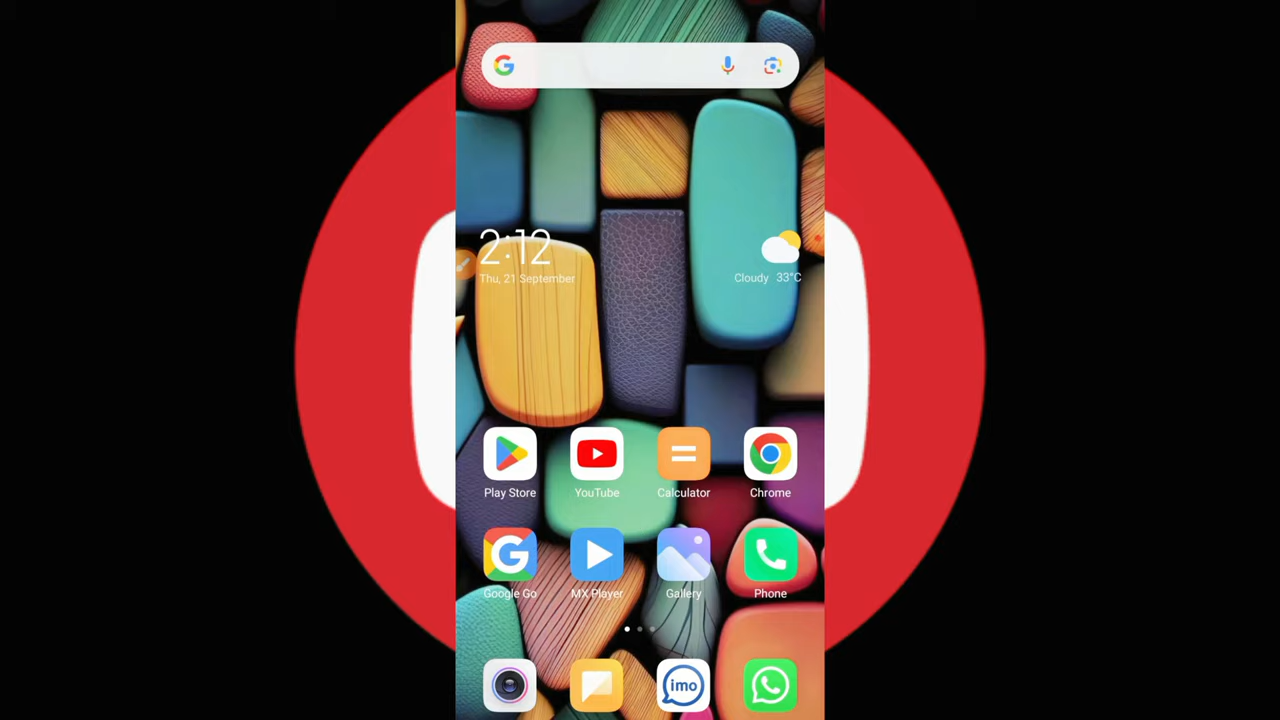 2:12
Thu, 21 September
Cloudy 33°C
Play Store
YouTube
Calculator
Chrome
Google Go
MX Player
Gallery
Phone
imo